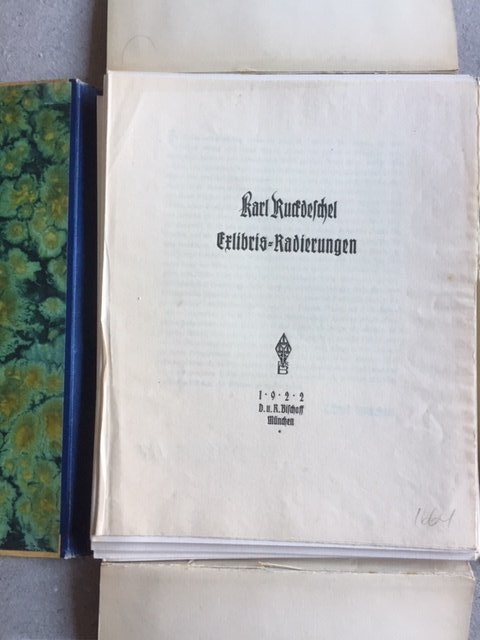 Karl Ruckdeschel
Exlibris=Radierungen
1·9·2·2
D. u. R. Bischoff
München